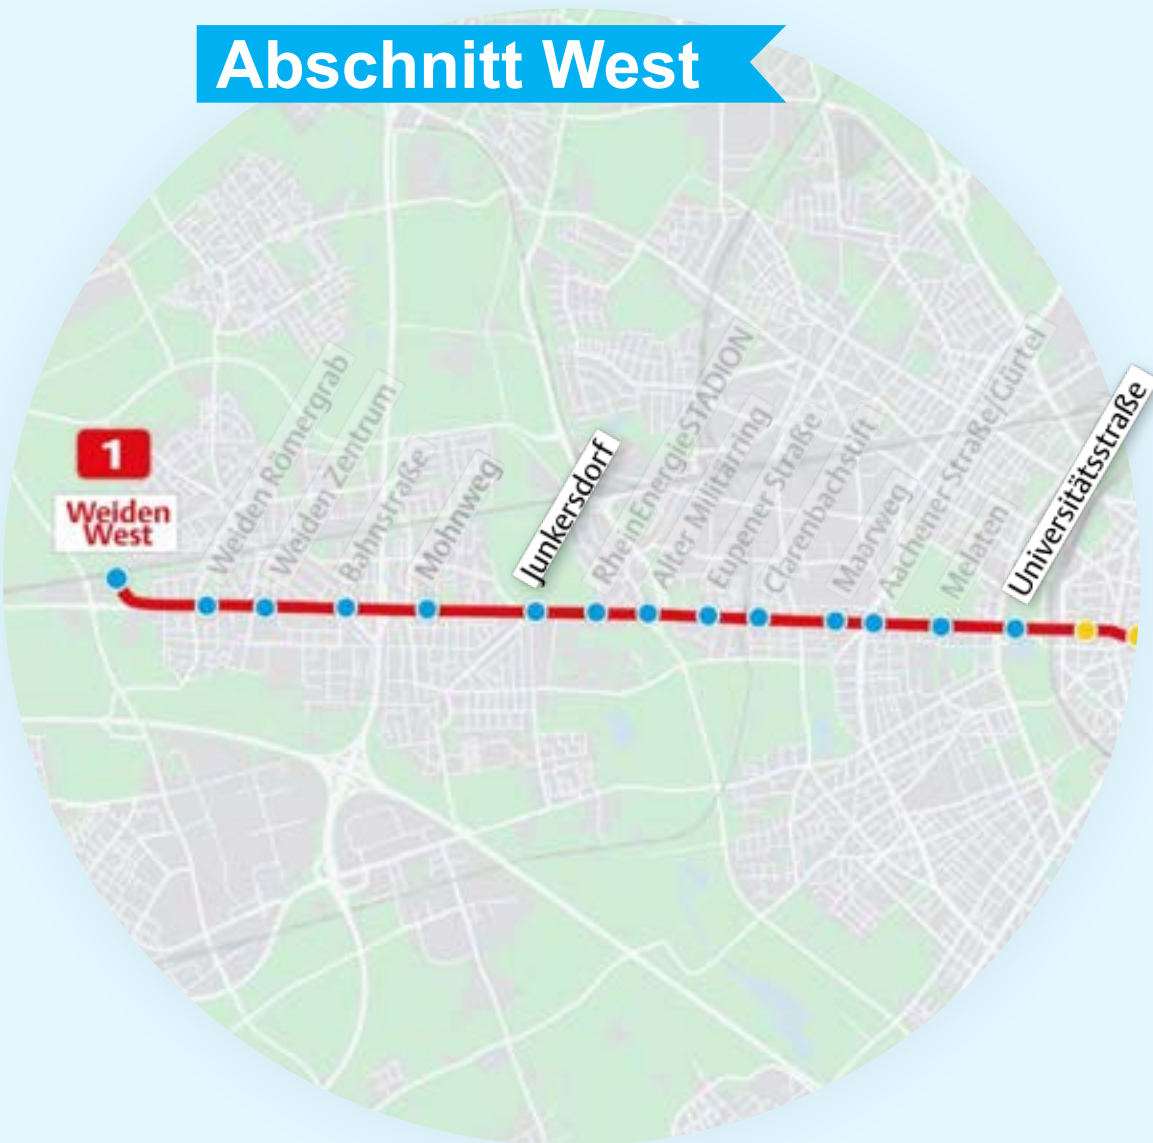 Abschnitt West
1
Weiden
West
Weiden Römergrab
Weiden Zentrum
Bahnstraße
Mohnweg
Junkersdorf
RheinEnergieSTADION
Alter Militärring
Eupener Straße
Clarenbachstift
Maarweg
Aachener Straße/Gürtel
Melaten
Universitätsstraße